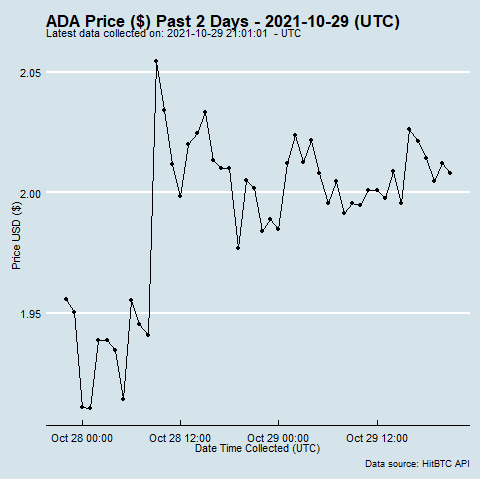 ADA Price ($) Past 2 Days - 2021-10-29 (UTC)
Latest data collected on: 2021-10-29 21:01:01 - UTC
Price USD ($)
2.05
2.00
1.95
Oct 28 00:00 Oct 28 12:00 Oct 29 00:00 Oct 29 12:00
Date Time Collected (UTC)
Data source: HitBTC API